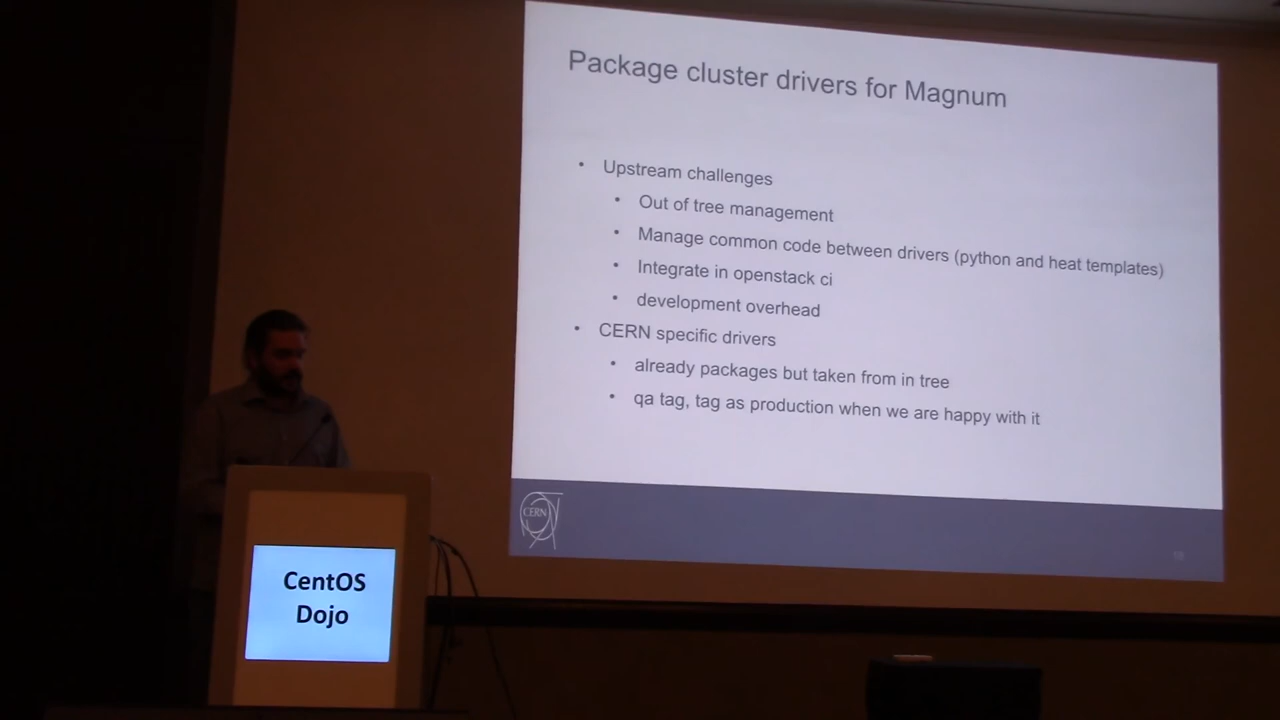 Package cluster drivers for Magnum
• Upstream challenges
• Out of tree management
• Manage common code between drivers (python and heat templates)
• Integrate in openstack ci
• development overhead
• CERN specific drivers
• already packages but taken from in tree
• qa tag, tag as production when we are happy with it
CERN
CentOS
Dojo